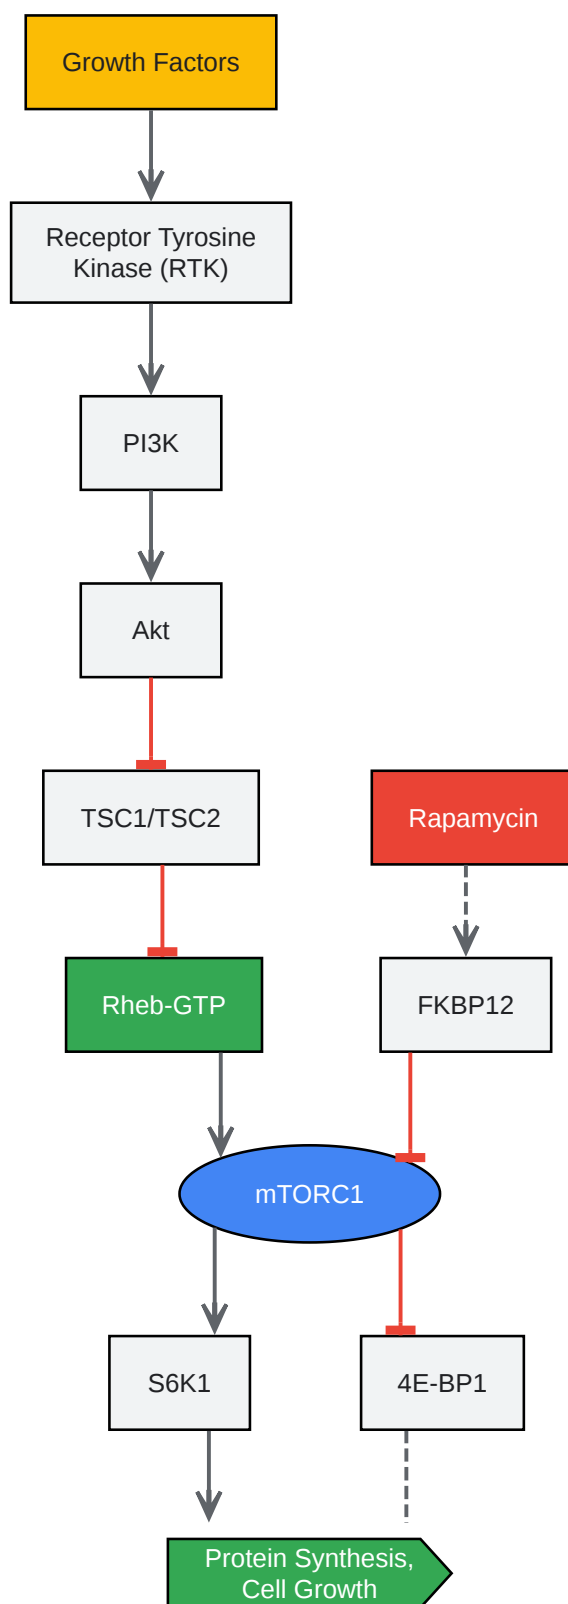 Growth Factors
Receptor Tyrosine
Kinase (RTK)
PI3K
Akt
TSC1/TSC2
Rapamycin
Rheb-GTP
FKBP12
mTORC1
S6K1
4E-BP1
Protein Synthesis,
Cell Growth